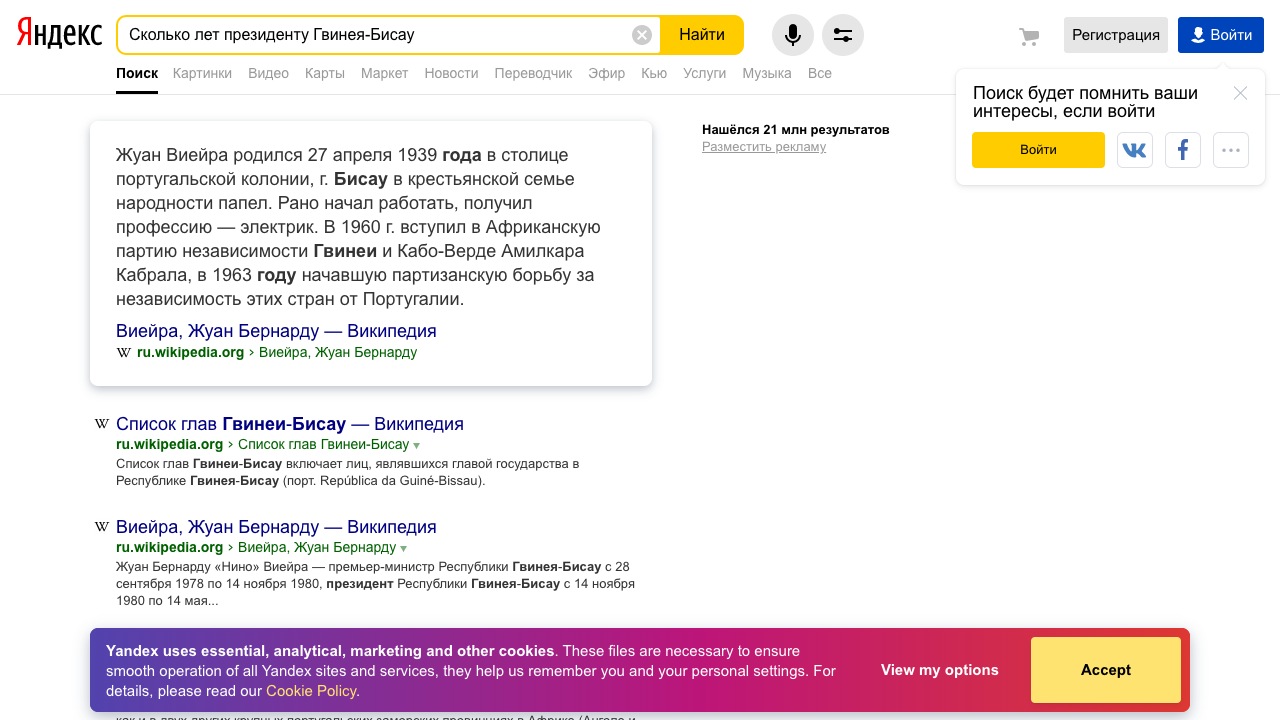 Яндекс
Сколько лет президенту Гвинея-Бисау
Найти
Регистрация
Войти
Поиск Картинки Видео Карты Маркет Новости Переводчик Эфир Кью Услуги Музыка Все
Поиск будет помнить ваши
интересы, если войти
Войти
Нашёлся 21 млн результатов
Разместить рекламу
Жуан Виейра родился 27 апреля 1939 года в столице
португальской колонии, г. Бисау в крестьянской семье
народности папел. Рано начал работать, получил
профессию — электрик. В 1960 г. вступил в Африканскую
партию независимости Гвинеи и Кабо-Верде Амилкара
Кабрала, в 1963 году начавшую партизанскую борьбу за
независимость этих стран от Португалии.
Виейра, Жуан Бернарду — Википедия
W ru.wikipedia.org › Виейра, Жуан Бернарду
W Список глав Гвинеи-Бисау — Википедия
ru.wikipedia.org › Список глав Гвинеи-Бисау
Список глав Гвинеи-Бисау включает лиц, являвшихся главой государства в
Республике Гвинея-Бисау (порт. República da Guiné-Bissau).
W Виейра, Жуан Бернарду — Википедия
ru.wikipedia.org › Виейра, Жуан Бернарду
Жуан Бернарду «Нино» Виейра — премьер-министр Республики Гвинея-Бисау с 28
сентября 1978 по 14 ноября 1980, президент Республики Гвинея-Бисау с 14 ноября
1980 по 14 мая...
Yandex uses essential, analytical, marketing and other cookies. These files are necessary to ensure
smooth operation of all Yandex sites and services, they help us remember you and your personal settings. For
details, please read our Cookie Policy.
View my options
Accept
как и в двух других крупных португальских заморских провинциях в Африке (Анголе и